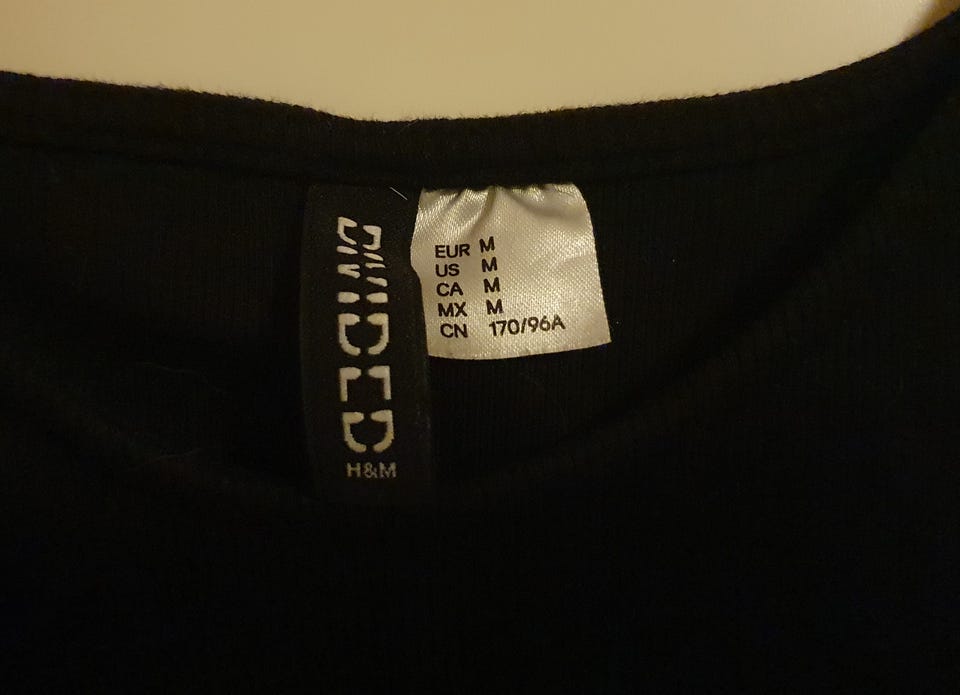 DIVIDED
H&M
EUR M
US M
CA M
MX M
CN 170/96A